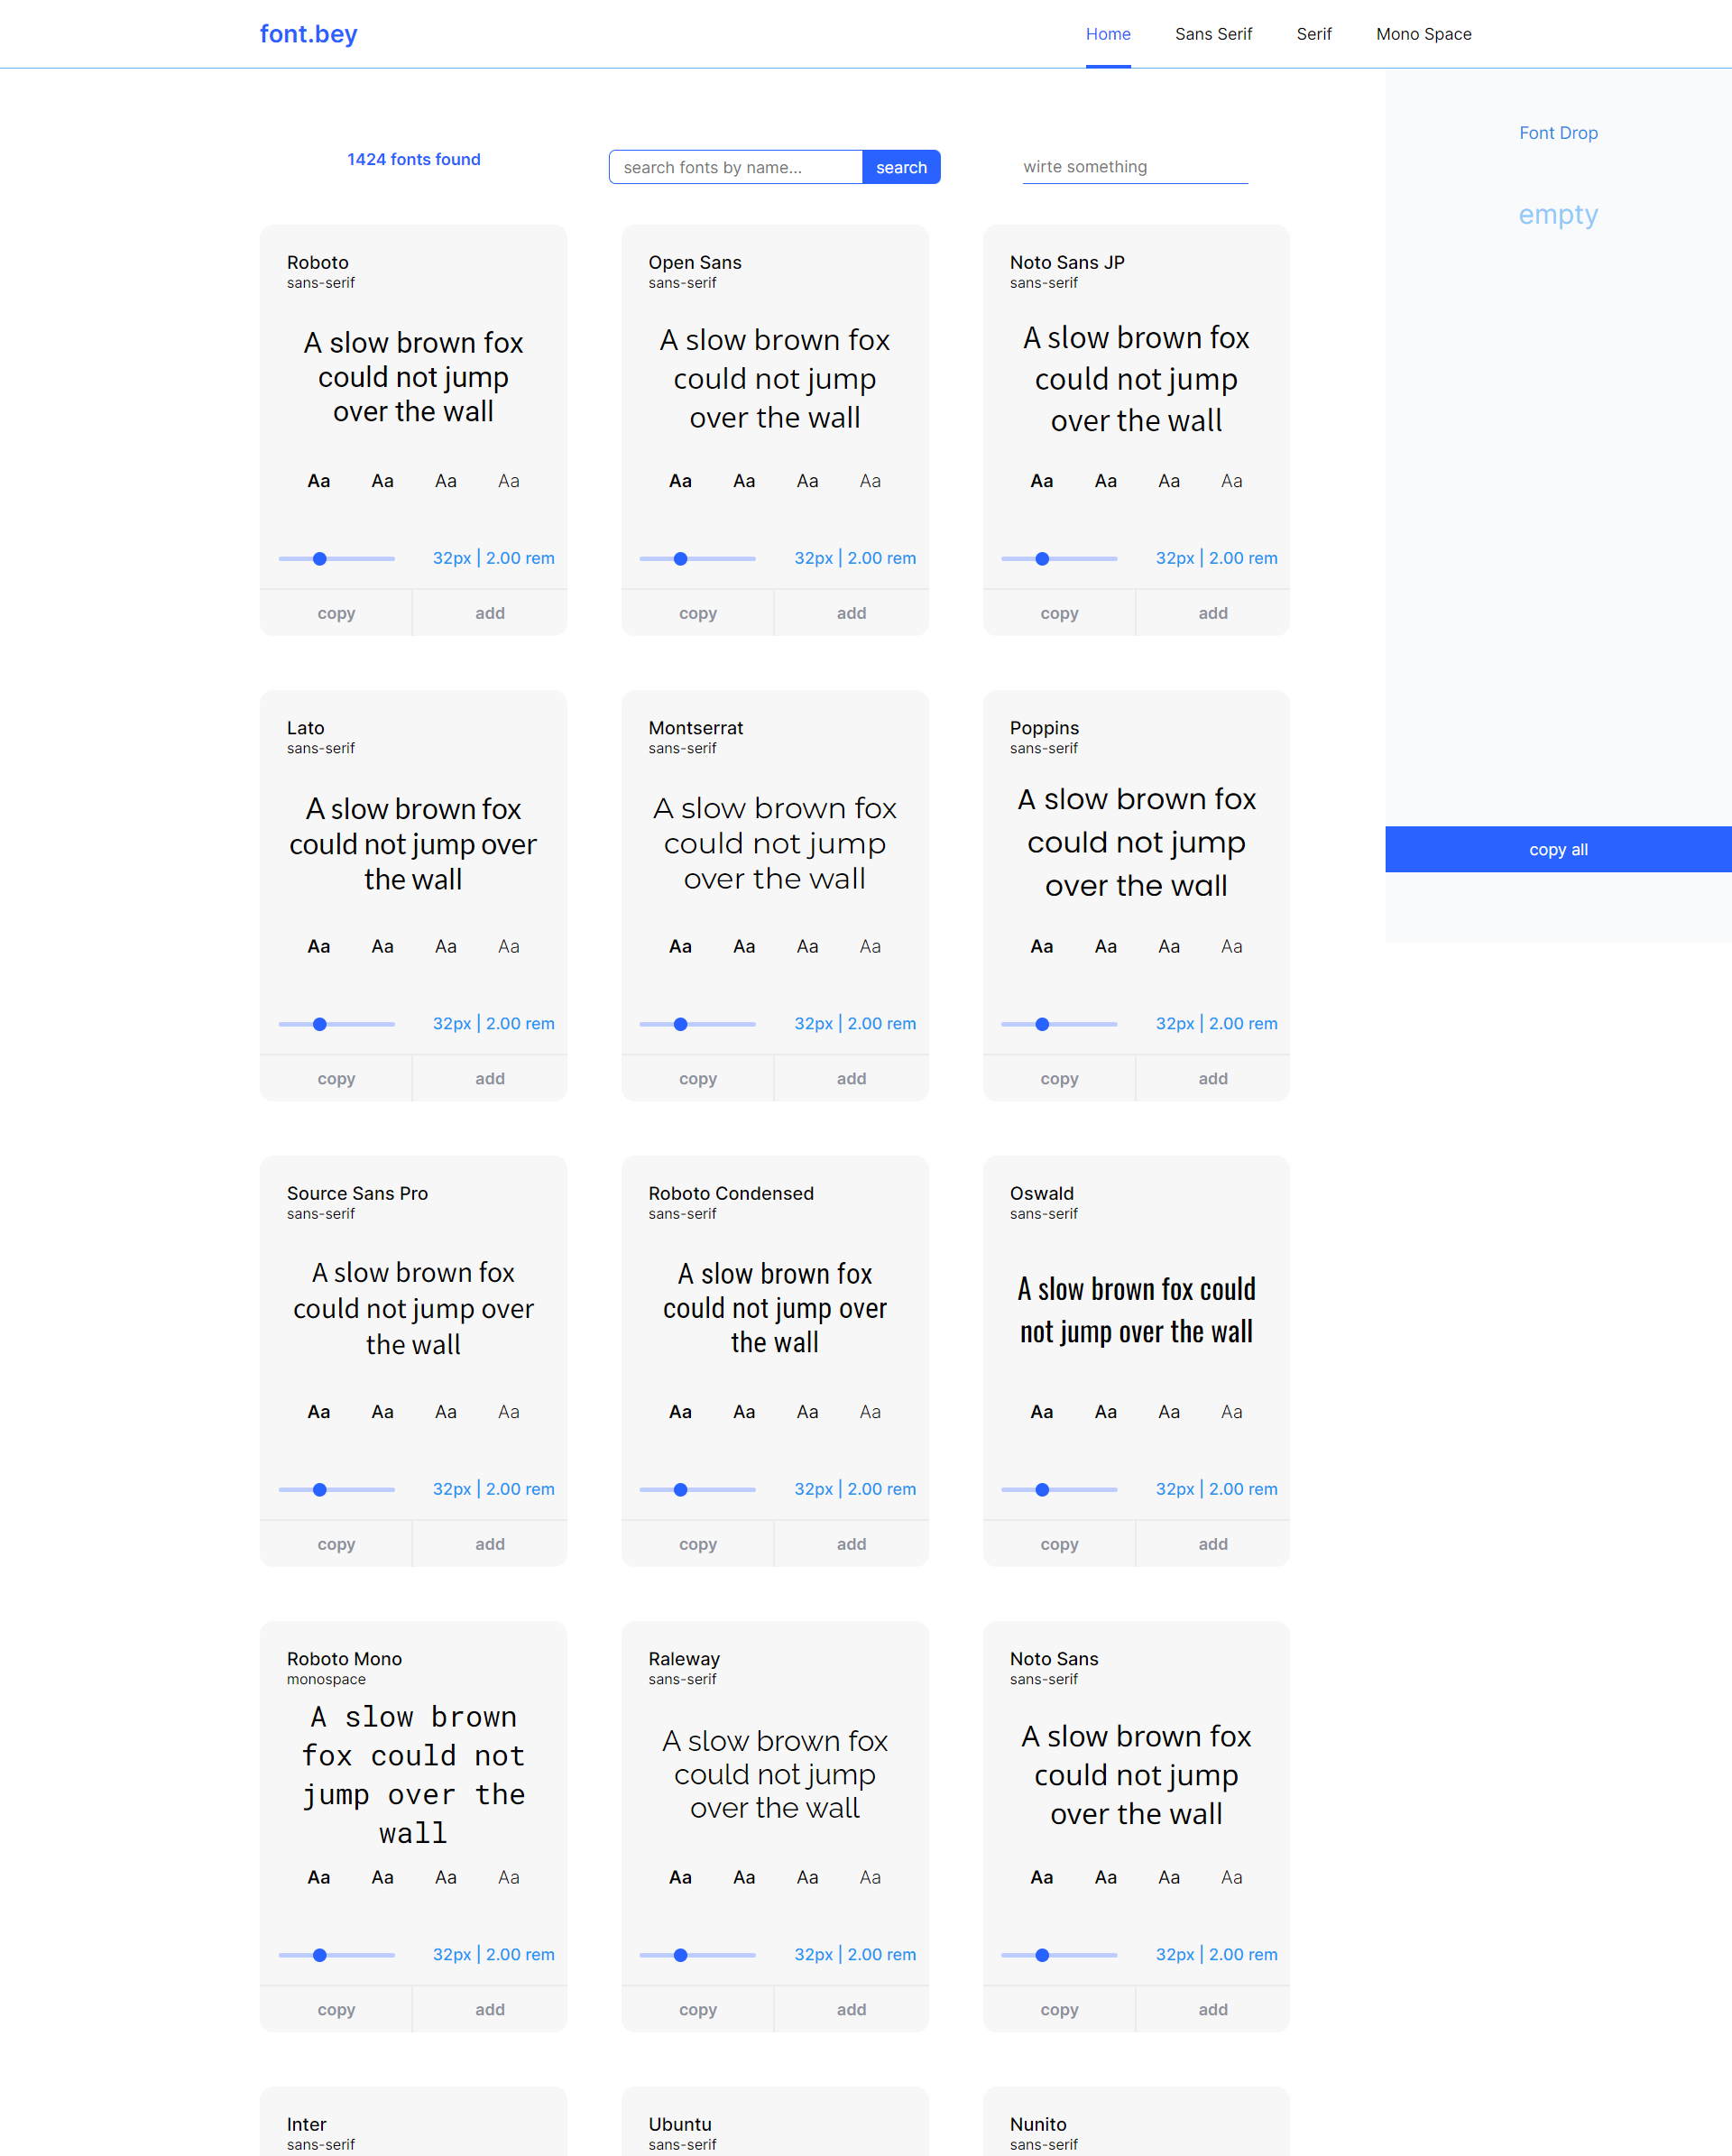 font.bey
Home Sans Serif Serif Mono Space
1424 fonts found
search fonts by name...
search
wirte something
Font Drop
empty
copy all
Roboto
sans-serif
A slow brown fox
could not jump
over the wall
Aa Aa Aa Aa
32px | 2.00 rem
copy add
Open Sans
sans-serif
A slow brown fox
could not jump
over the wall
Aa Aa Aa Aa
32px | 2.00 rem
copy add
Noto Sans JP
sans-serif
A slow brown fox
could not jump
over the wall
Aa Aa Aa Aa
32px | 2.00 rem
copy add
Lato
sans-serif
A slow brown fox
could not jump over
the wall
Aa Aa Aa Aa
32px | 2.00 rem
copy add
Montserrat
sans-serif
A slow brown fox
could not jump
over the wall
Aa Aa Aa Aa
32px | 2.00 rem
copy add
Poppins
sans-serif
A slow brown fox
could not jump
over the wall
Aa Aa Aa Aa
32px | 2.00 rem
copy add
Source Sans Pro
sans-serif
A slow brown fox
could not jump over
the wall
Aa Aa Aa Aa
32px | 2.00 rem
copy add
Roboto Condensed
sans-serif
A slow brown fox
could not jump over
the wall
Aa Aa Aa Aa
32px | 2.00 rem
copy add
Oswald
sans-serif
A slow brown fox could
not jump over the wall
Aa Aa Aa Aa
32px | 2.00 rem
copy add
Roboto Mono
monospace
A slow brown
fox could not
jump over the
wall
Aa Aa Aa Aa
32px | 2.00 rem
copy add
Raleway
sans-serif
A slow brown fox
could not jump
over the wall
Aa Aa Aa Aa
32px | 2.00 rem
copy add
Noto Sans
sans-serif
A slow brown fox
could not jump
over the wall
Aa Aa Aa Aa
32px | 2.00 rem
copy add
Inter
sans-serif
Ubuntu
sans-serif
Nunito
sans-serif